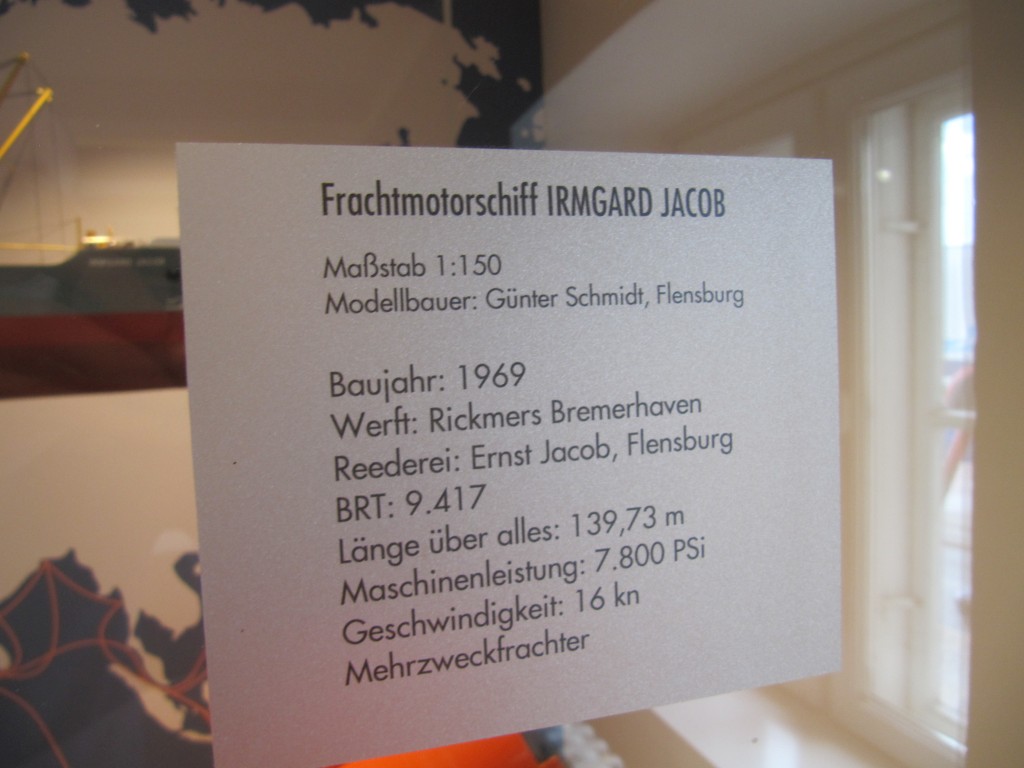 Frachtmotorschiff IRMGARD JACOB
Maßstab 1:150
Modellbauer: Günter Schmidt, Flensburg
Baujahr: 1969
Werft: Rickmers Bremerhaven
Reederei: Ernst Jacob, Flensburg
BRT: 9.417
Länge über alles: 139,73 m
Maschinenleistung: 7.800 PSi
Geschwindigkeit: 16 kn
Mehrzweckfrachter